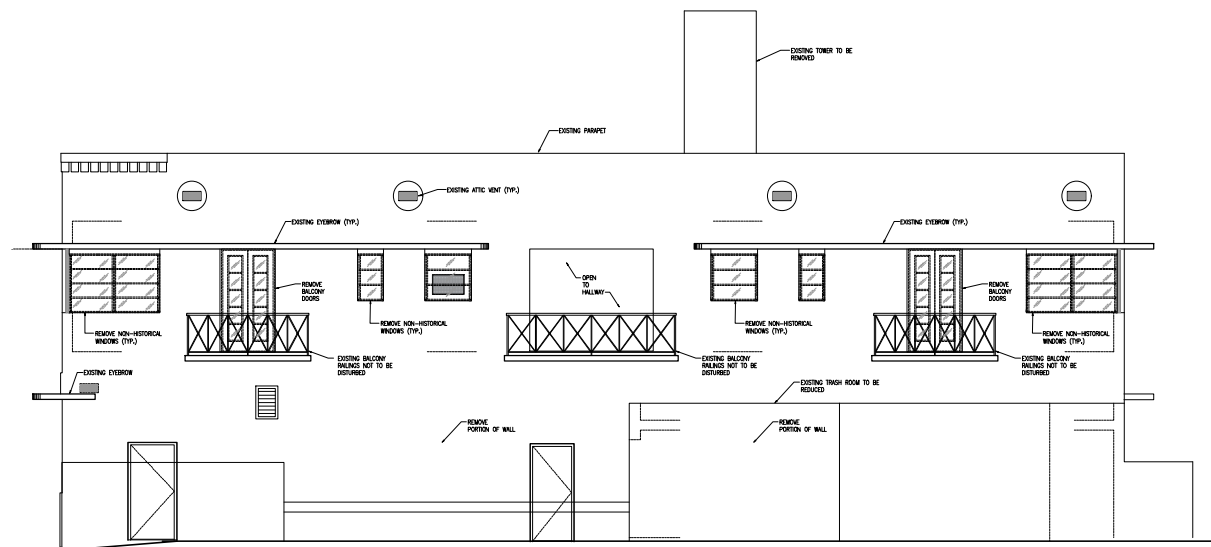 EXISTING TOWER TO BE
REMOVED
EXISTING PARAPET
EXISTING ATTIC VENT (TYP.)
EXISTING EYEBROW (TYP.)
EXISTING EYEBROW (TYP.)
OPEN
TO
HALLWAY
REMOVE
BALCONY
DOORS
REMOVE
BALCONY
DOORS
REMOVE NON-HISTORICAL
WINDOWS (TYP.)
REMOVE NON-HISTORICAL
WINDOWS (TYP.)
REMOVE NON-HISTORICAL
WINDOWS (TYP.)
REMOVE NON-HISTORICAL
WINDOWS (TYP.)
EXISTING BALCONY
RAILINGS NOT TO BE
DISTURBED
EXISTING BALCONY
RAILINGS NOT TO BE
DISTURBED
EXISTING BALCONY
RAILINGS NOT TO BE
DISTURBED
EXISTING EYEBROW
EXISTING TRASH ROOM TO BE
REDUCED
REMOVE
PORTION OF WALL
REMOVE
PORTION OF WALL